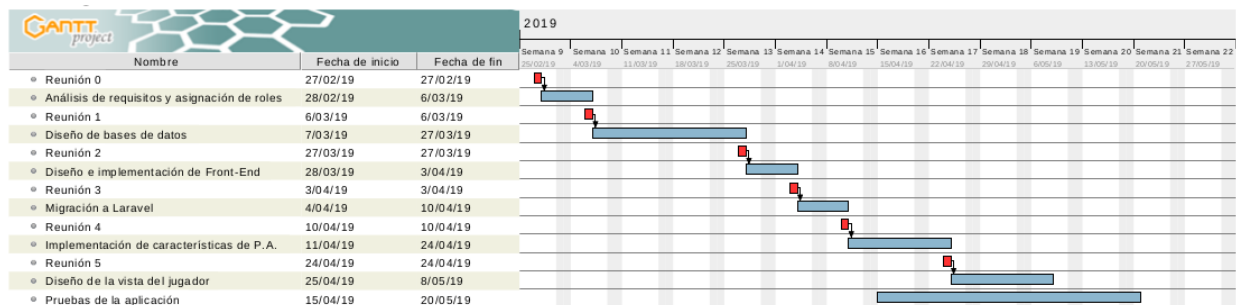 GANTT
project
2019
Semana 9 Semana 10 Semana 11 Semana 12 Semana 13 Semana 14 Semana 15 Semana 16 Semana 17 Semana 18 Semana 19 Semana 20 Semana 21 Semana 22
25/02/19 4/03/19 11/03/19 18/03/19 25/03/19 1/04/19 8/04/19 15/04/19 22/04/19 29/04/19 6/05/19 13/05/19 20/05/19 27/05/19
Nombre Fecha de inicio Fecha de fin
Reunión 0 27/02/19 27/02/19
Análisis de requisitos y asignación de roles 28/02/19 6/03/19
Reunión 1 6/03/19 6/03/19
Diseño de bases de datos 7/03/19 27/03/19
Reunión 2 27/03/19 27/03/19
Diseño e implementación de Front-End 28/03/19 3/04/19
Reunión 3 3/04/19 3/04/19
Migración a Laravel 4/04/19 10/04/19
Reunión 4 10/04/19 10/04/19
Implementación de características de P.A. 11/04/19 24/04/19
Reunión 5 24/04/19 24/04/19
Diseño de la vista del jugador 25/04/19 8/05/19
Pruebas de la aplicación 15/04/19 20/05/19